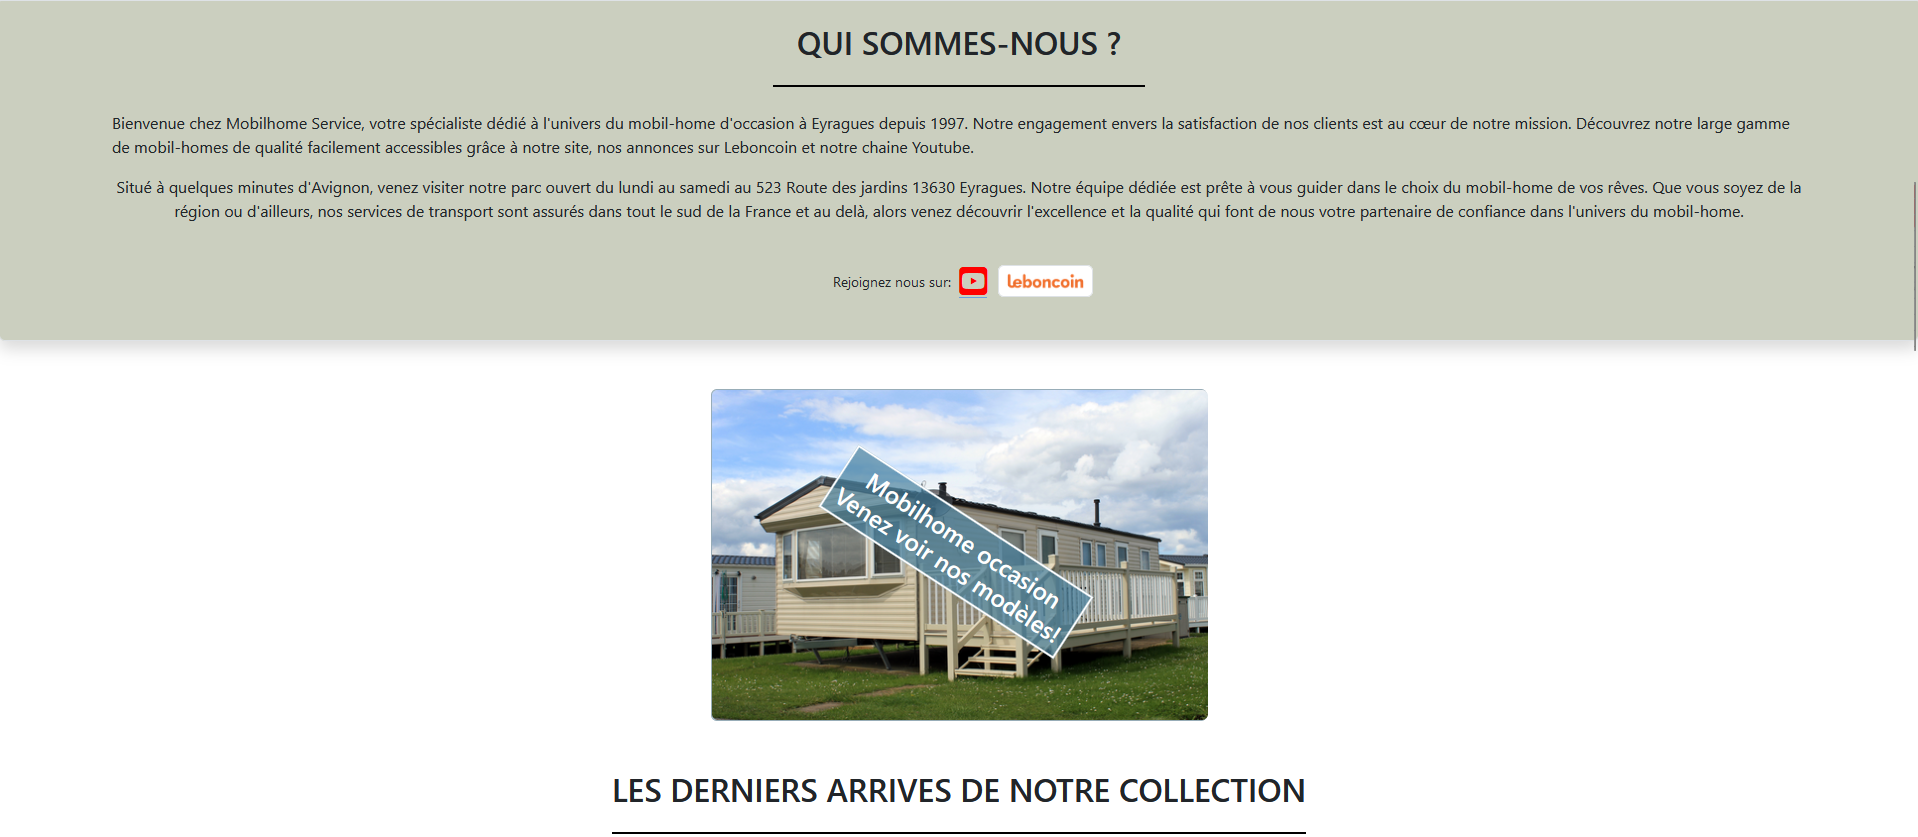 QUI SOMMES-NOUS ?
Bienvenue chez Mobilhome Service, votre spécialiste dédié à l'univers du mobil-home d'occasion à Eyragues depuis 1997. Notre engagement envers la satisfaction de nos clients est au cœur de notre mission. Découvrez notre large gamme
de mobil-homes de qualité facilement accessibles grâce à notre site, nos annonces sur Leboncoin et notre chaine Youtube.
Situé à quelques minutes d'Avignon, venez visiter notre parc ouvert du lundi au samedi au 523 Route des jardins 13630 Eyragues. Notre équipe dédiée est prête à vous guider dans le choix du mobil-home de vos rêves. Que vous soyez de la
région ou d'ailleurs, nos services de transport sont assurés dans tout le sud de la France et au delà, alors venez découvrir l'excellence et la qualité qui font de nous votre partenaire de confiance dans l'univers du mobil-home.
Rejoignez nous sur: leboncoin
Mobilhome occasion
Venez voir nos modèles!
LES DERNIERS ARRIVES DE NOTRE COLLECTION